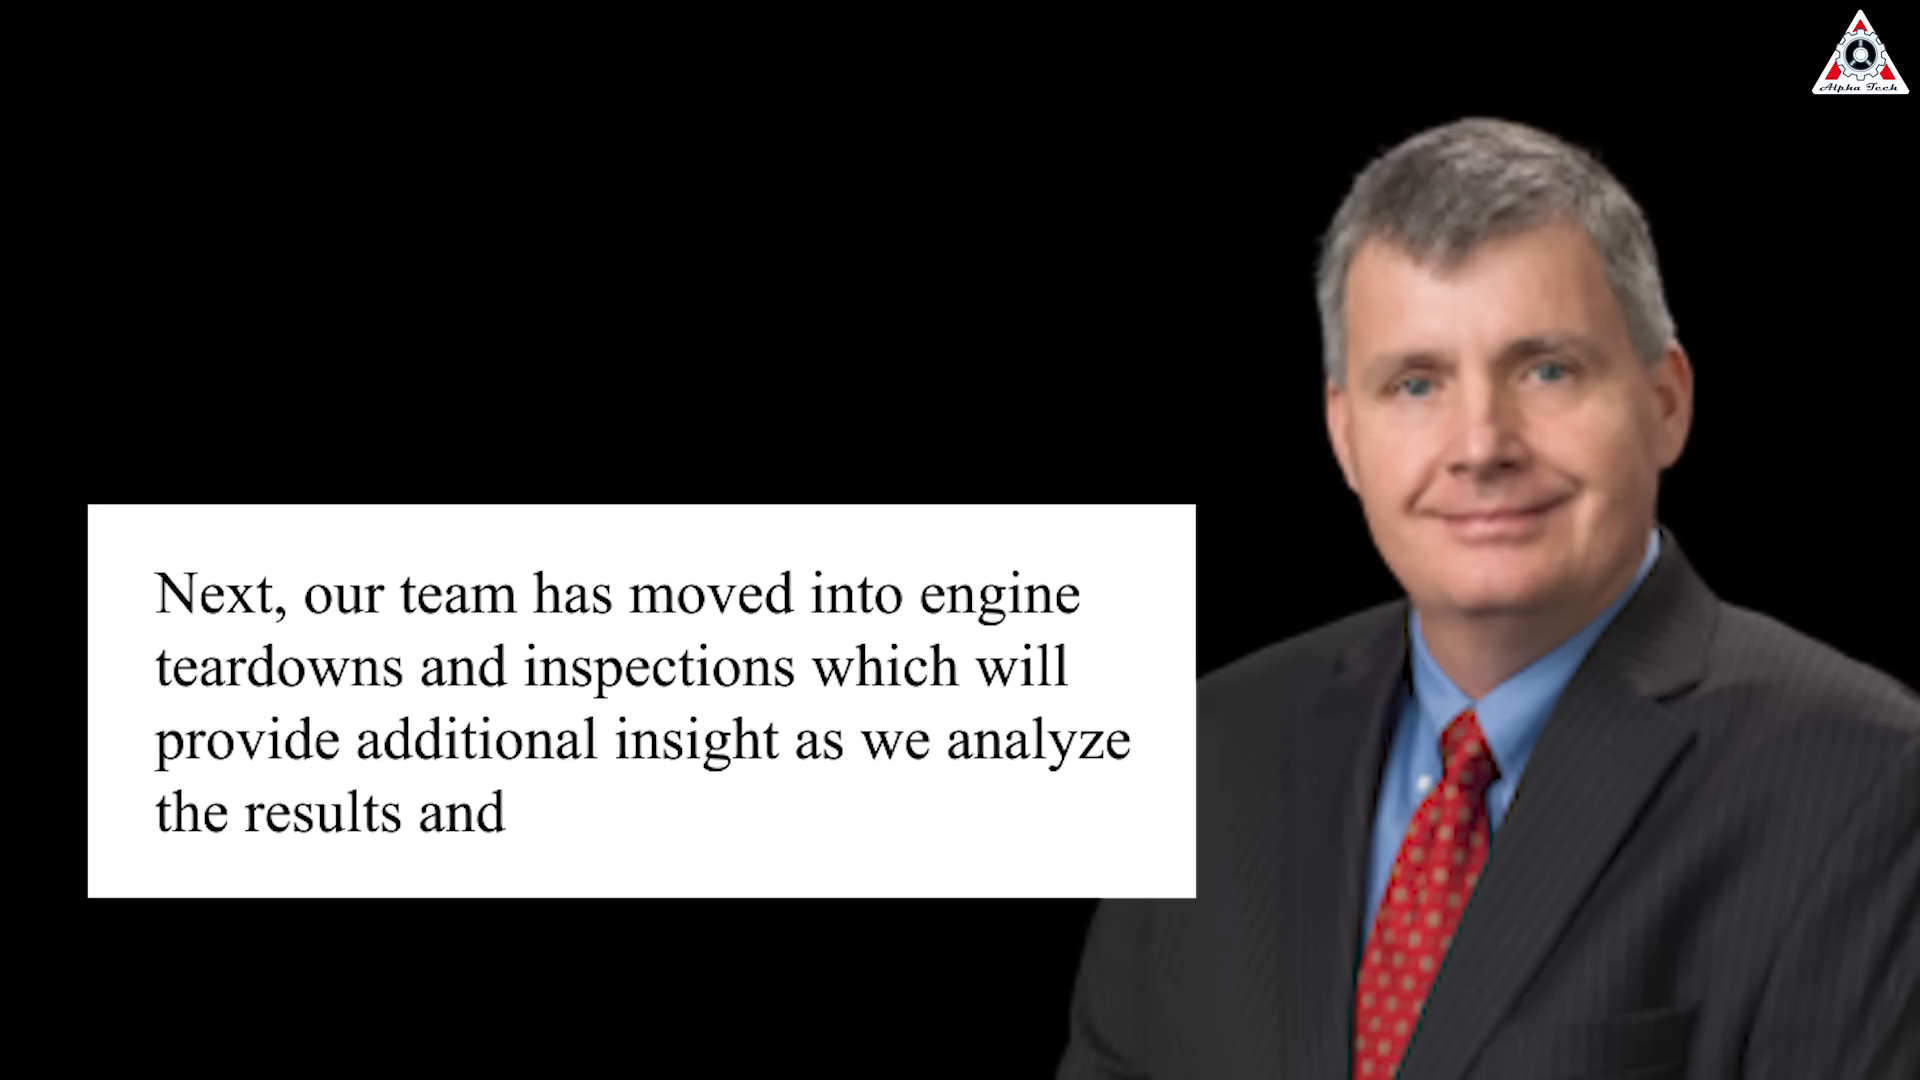 Alpha Tech
Next, our team has moved into engine
teardowns and inspections which will
provide additional insight as we analyze
the results and